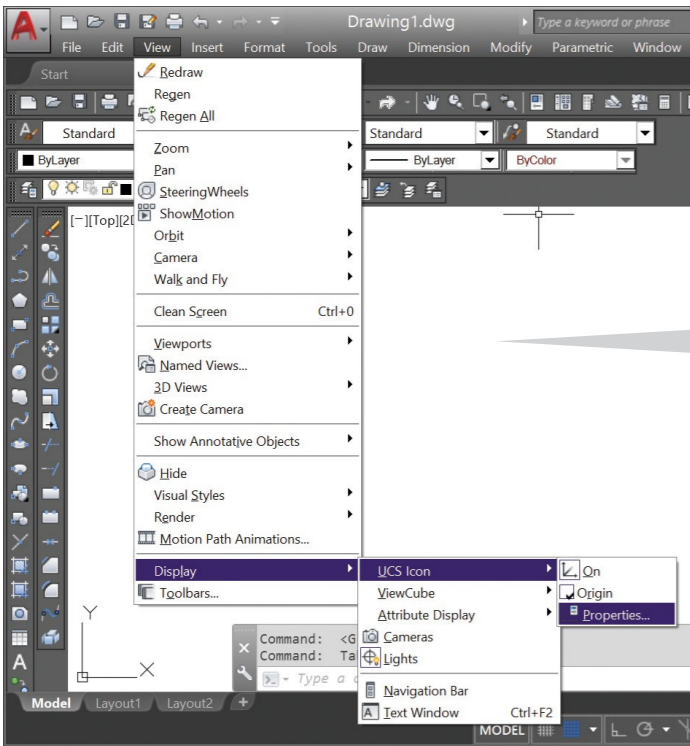 Drawing1.dwg Type a keyword or phrase
File Edit View Insert Format Tools Draw Dimension Modify Parametric Window
Start
Redraw
Regen
Regen All
Standard Standard Standard
Zoom
ByLayer ByLayer ByColor
Pan
SteeringWheels
ShowMotion
[−][Top][2D
Orbit
Camera
Walk and Fly
Clean Screen Ctrl+0
Viewports
Named Views...
3D Views
Create Camera
Show Annotative Objects
Hide
Visual Styles
Render
Motion Path Animations...
Display UCS Icon On
Toolbars... ViewCube Origin
Attribute Display Properties...
Y
Command: <G Cameras
Command: Ta Lights
X
Type a c
Navigation Bar
A
Model Layout1 Layout2 + Text Window Ctrl+F2
MODEL